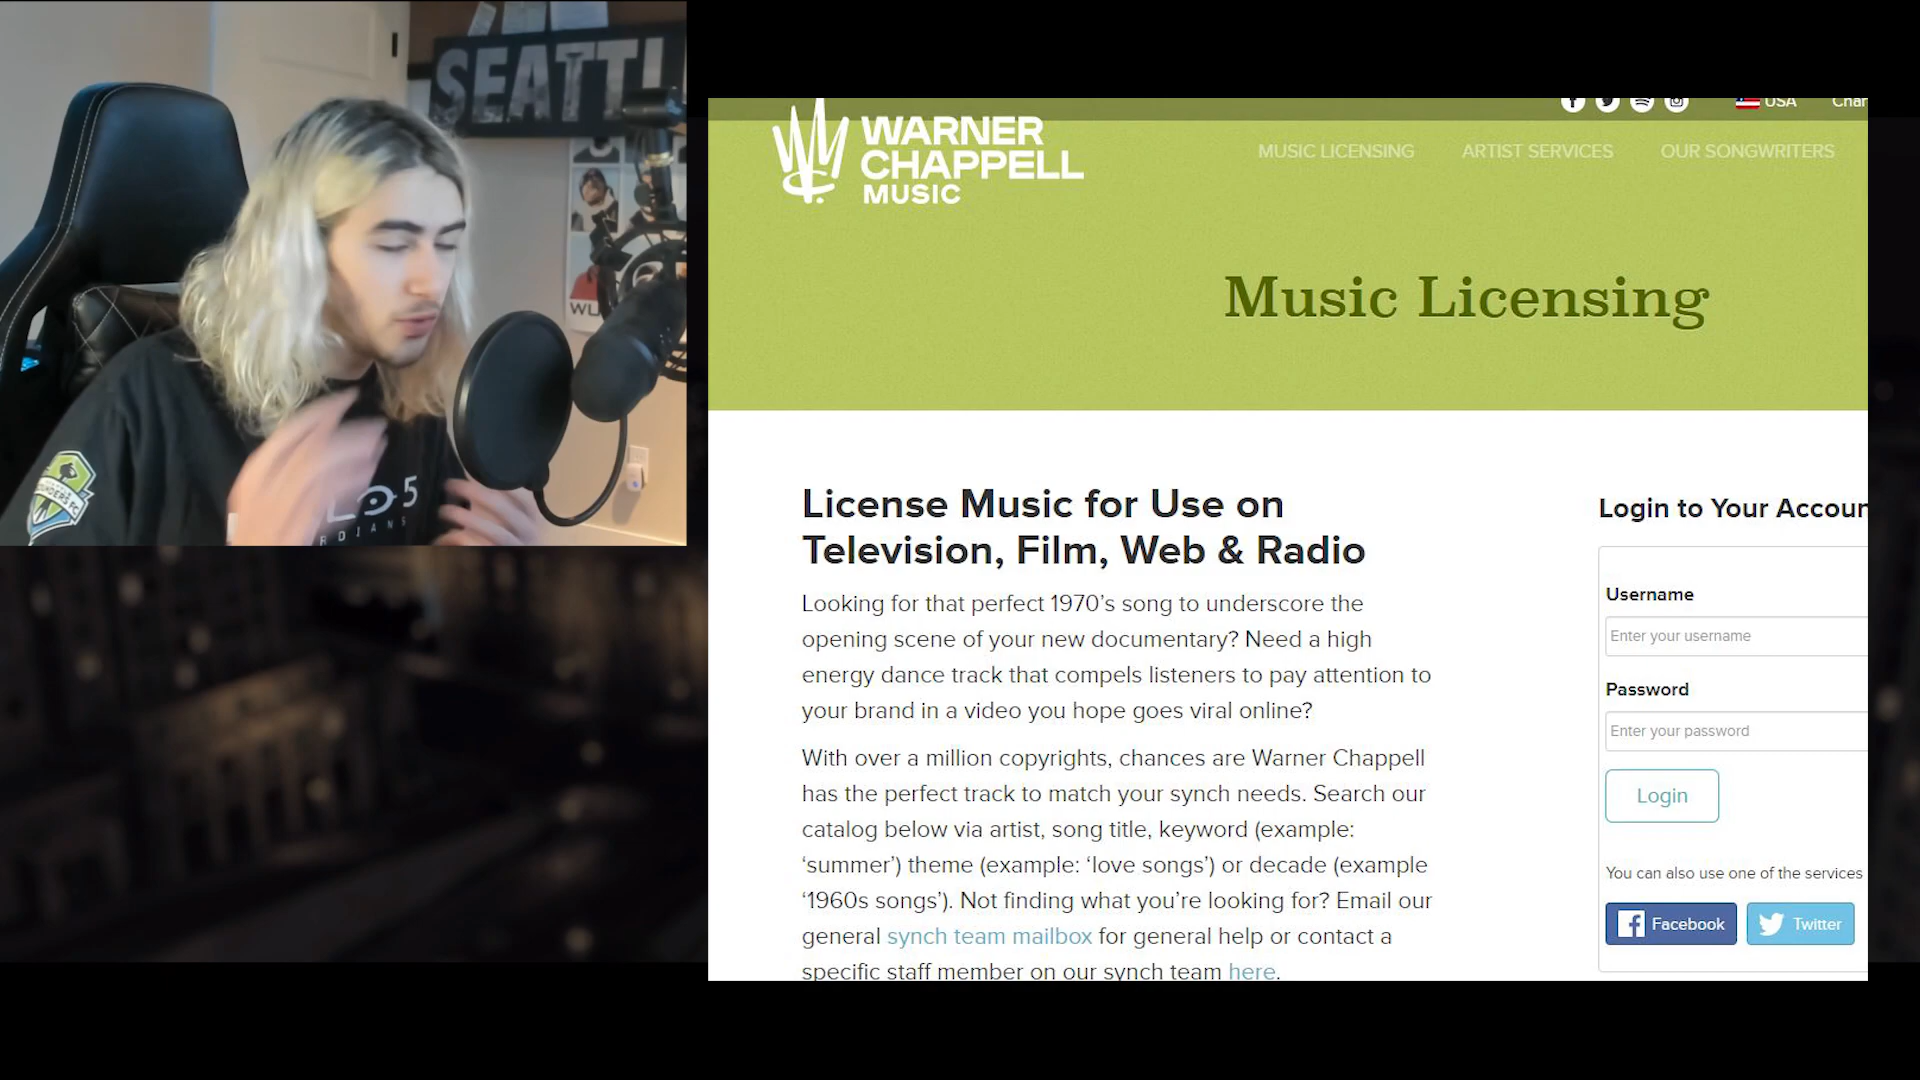 SEATTL
WU
SOUNDERS FC
5
R D I A N S
WARNER
CHAPPELL
MUSIC
USA
Char
MUSIC LICENSING
ARTIST SERVICES
OUR SONGWRITERS
Music Licensing
License Music for Use on
Television, Film, Web & Radio
Looking for that perfect 1970’s song to underscore the
opening scene of your new documentary? Need a high
energy dance track that compels listeners to pay attention to
your brand in a video you hope goes viral online?
With over a million copyrights, chances are Warner Chappell
has the perfect track to match your synch needs. Search our
catalog below via artist, song title, keyword (example:
‘summer’) theme (example: ‘love songs’) or decade (example
‘1960s songs’). Not finding what you’re looking for? Email our
general synch team mailbox for general help or contact a
specific staff member on our synch team here.
Login to Your Accoun
Username
Enter your username
Password
Enter your password
Login
You can also use one of the services
Facebook
Twitter